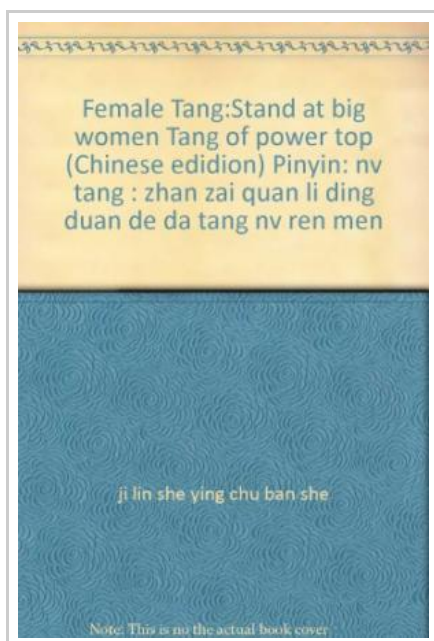 Female Tang:Stand at big
women Tang of power top
(Chinese edidion) Pinyin: nv
tang : zhan zai quan li ding
duan de da tang nv ren men
ji lin she ying chu ban she
Note: This is no the actual book cover